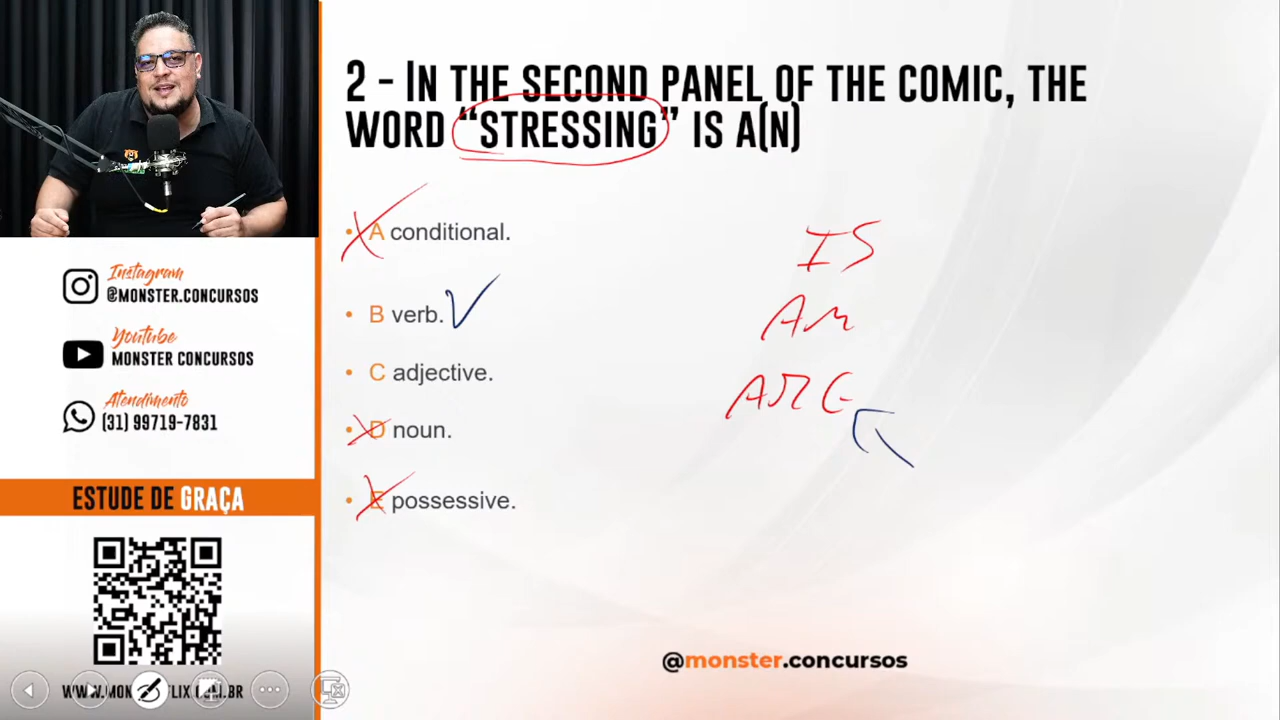 2 - IN THE SECOND PANEL OF THE COMIC, THE
WORD “STRESSING” IS A(N)
• A conditional.
• B verb.
• C adjective.
• D noun.
• E possessive.
IS
AM
ARE
Instagram
@MONSTER.CONCURSOS
Youtube
MONSTER CONCURSOS
Atendimento
(31) 99719-7831
ESTUDE DE GRAÇA
@monster.concursos